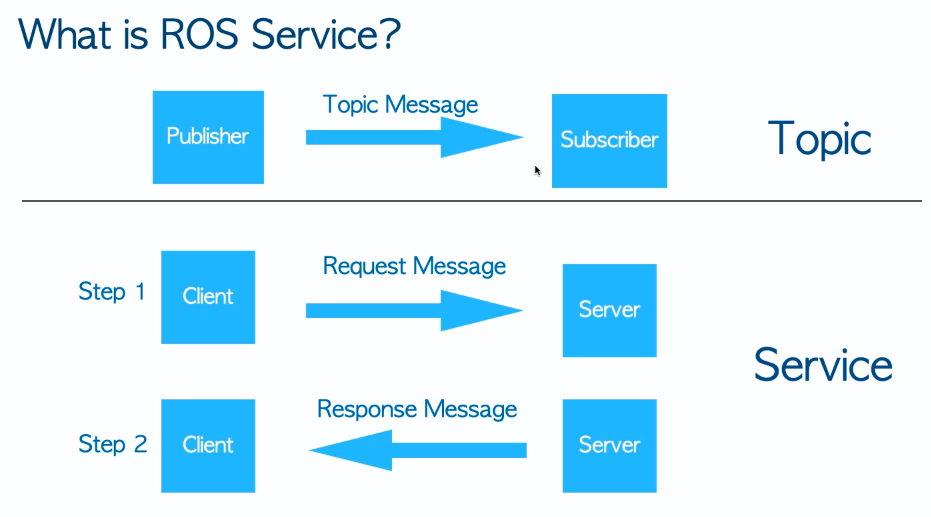 What is ROS Service?
Topic Message
Publisher
Subscriber
Topic
Request Message
Step 1
Client
Server
Service
Response Message
Step 2
Client
Server